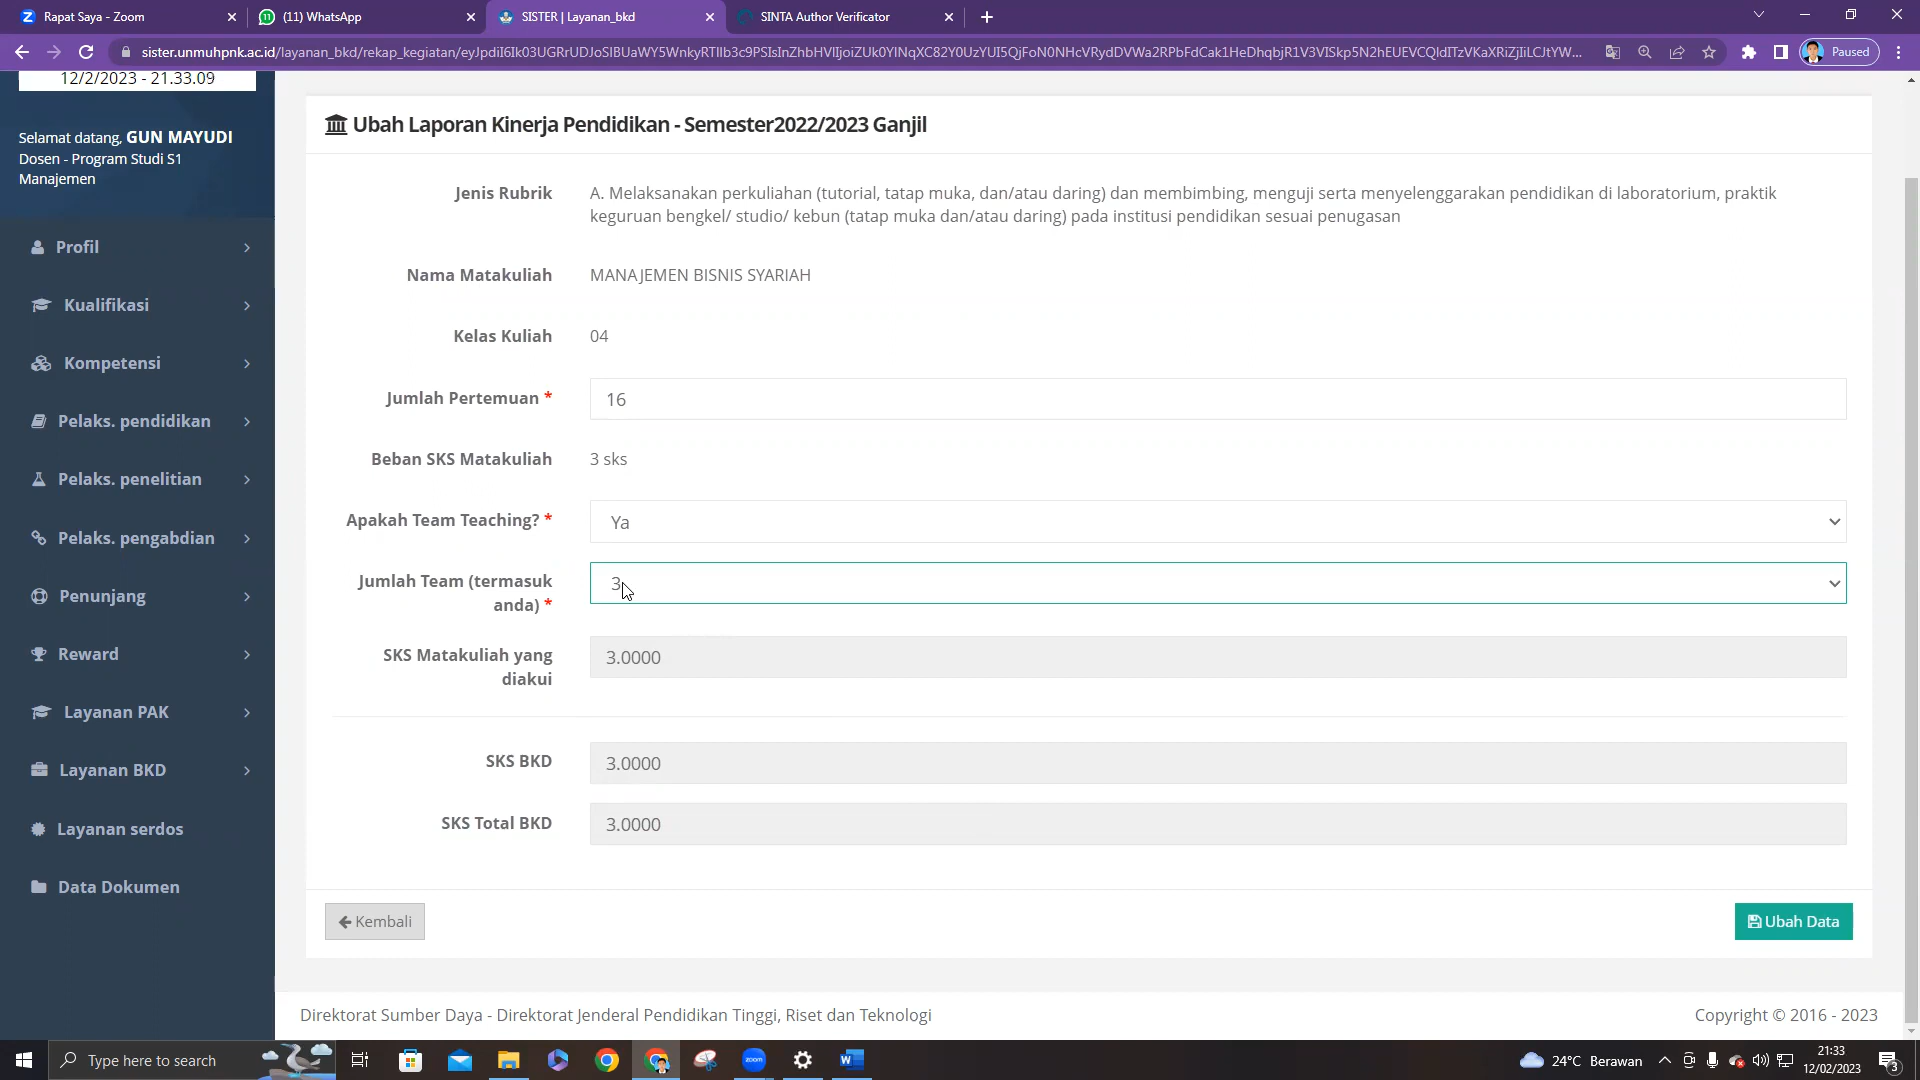 Rapat Saya - Zoom
(11) WhatsApp
SISTER | Layanan_bkd
SINTA Author Verificator
Paused
12/2/2023 - 21.33.09
Selamat datang, GUN MAYUDI
Dosen - Program Studi S1
Manajemen
Profil
Kualifikasi
Kompetensi
Pelaks. pendidikan
Pelaks. penelitian
Pelaks. pengabdian
Penunjang
Reward
Layanan PAK
Layanan BKD
Layanan serdos
Data Dokumen
Ubah Laporan Kinerja Pendidikan - Semester2022/2023 Ganjil
Jenis Rubrik
A. Melaksanakan perkuliahan (tutorial, tatap muka, dan/atau daring) dan membimbing, menguji serta menyelenggarakan pendidikan di laboratorium, praktik
keguruan bengkel/ studio/ kebun (tatap muka dan/atau daring) pada institusi pendidikan sesuai penugasan
Nama Matakuliah
MANAJEMEN BISNIS SYARIAH
Kelas Kuliah
04
Jumlah Pertemuan *
16
Beban SKS Matakuliah
3 sks
Apakah Team Teaching? *
Ya
Jumlah Team (termasuk
anda) *
3
SKS Matakuliah yang
diakui
3.0000
SKS BKD
3.0000
SKS Total BKD
3.0000
Kembali
Ubah Data
Direktorat Sumber Daya - Direktorat Jenderal Pendidikan Tinggi, Riset dan Teknologi
Copyright © 2016 - 2023
Type here to search
24°C Berawan
21:33
12/02/2023
3